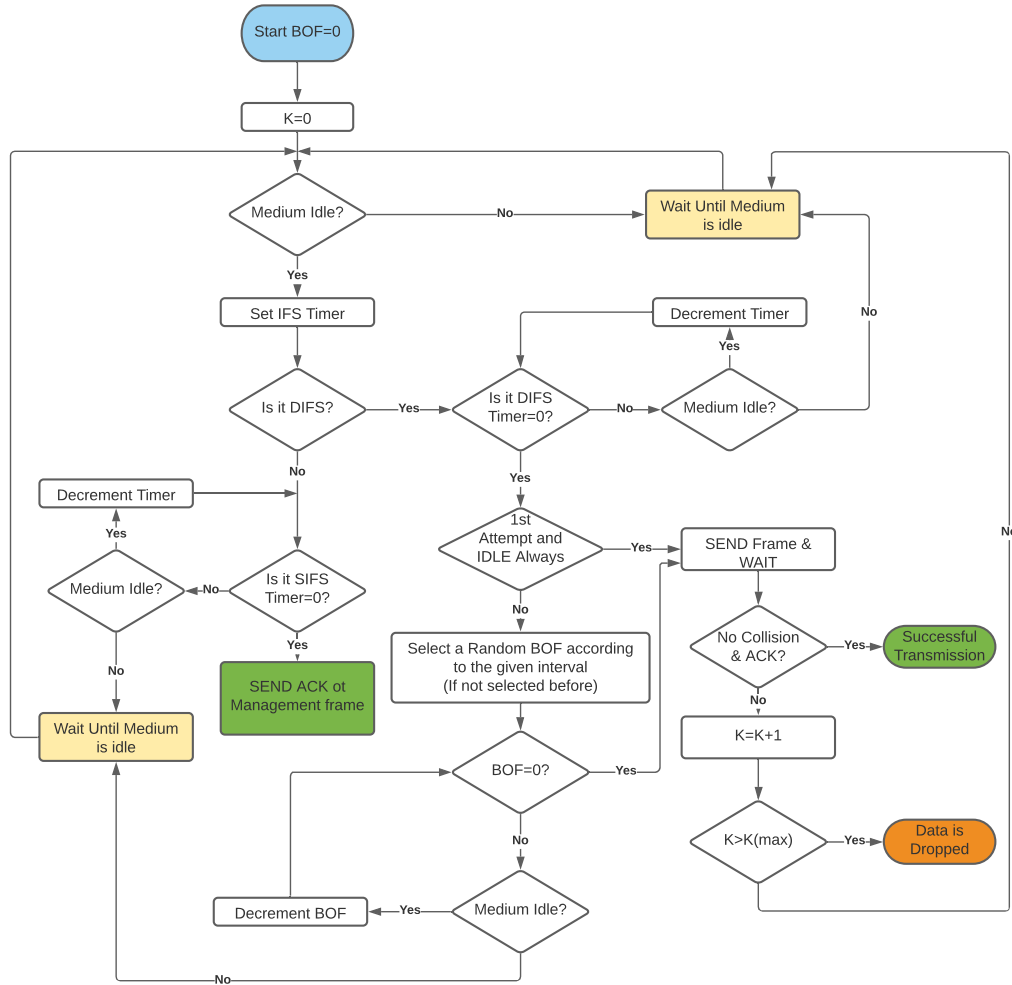 Start BOF=0
K=0
Medium Idle?
No
Wait Until Medium
is idle
Yes
Set IFS Timer
Decrement Timer
No
Yes
Is it DIFS?
Yes
Is it DIFS
Timer=0?
No
Medium Idle?
No
Yes
Decrement Timer
Yes
1st
Attempt and
IDLE Always
Yes
SEND Frame &
WAIT
Medium Idle?
No
Is it SIFS
Timer=0?
No
Yes
No
Select a Random BOF according
to the given interval
(If not selected before)
No Collision
& ACK?
Yes
Successful
Transmission
SEND ACK ot
Management frame
No
Wait Until Medium
is idle
K=K+1
BOF=0?
Yes
No
K>K(max)
Yes
Data is
Dropped
Decrement BOF
Yes
Medium Idle?
No